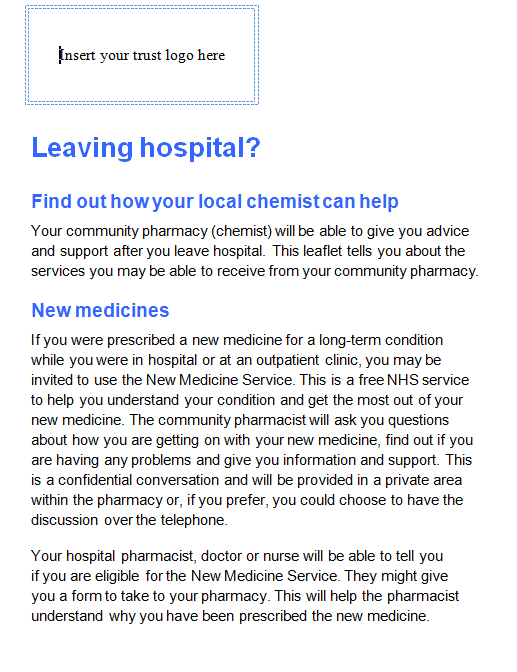 Insert your trust logo here
Leaving hospital?
Find out how your local chemist can help
Your community pharmacy (chemist) will be able to give you advice
and support after you leave hospital. This leaflet tells you about the
services you may be able to receive from your community pharmacy.
New medicines
If you were prescribed a new medicine for a long-term condition
while you were in hospital or at an outpatient clinic, you may be
invited to use the New Medicine Service. This is a free NHS service
to help you understand your condition and get the most out of your
new medicine. The community pharmacist will ask you questions
about how you are getting on with your new medicine, find out if you
are having any problems and give you information and support. This
is a confidential conversation and will be provided in a private area
within the pharmacy or, if you prefer, you could choose to have the
discussion over the telephone.
Your hospital pharmacist, doctor or nurse will be able to tell you
if you are eligible for the New Medicine Service. They might give
you a form to take to your pharmacy. This will help the pharmacist
understand why you have been prescribed the new medicine.